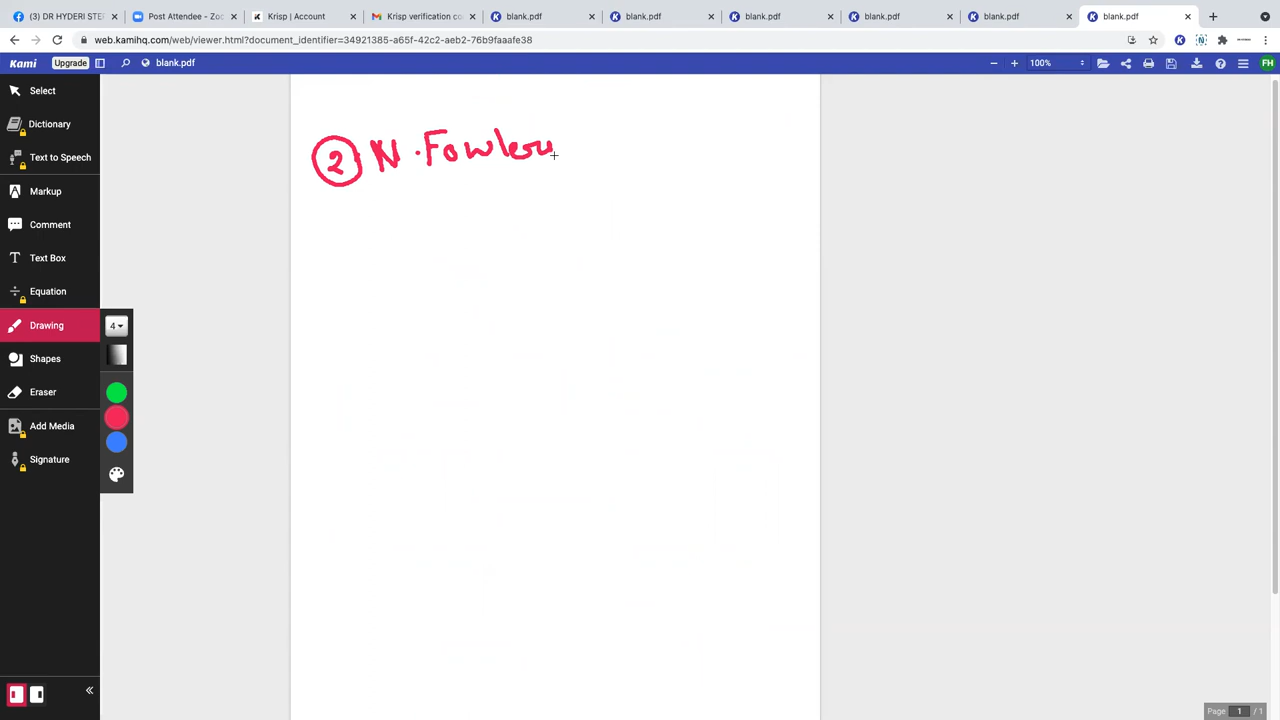 (3) DR HYDERI STE
Post Attendee - Zoo
Krisp | Account
Krisp verification co
blank.pdf
blank.pdf
blank.pdf
blank.pdf
blank.pdf
blank.pdf
web.kamihq.com/web/viewer.html?document_identifier=34921385-a65f-42c2-aeb2-76b9faaafe38
Kami Upgrade blank.pdf 100% FH
Select
Dictionary
Text to Speech
Markup
Comment
Text Box
Equation
Drawing
4
Shapes
Eraser
Add Media
Signature
2 N. Fowleri
Page 1 / 1